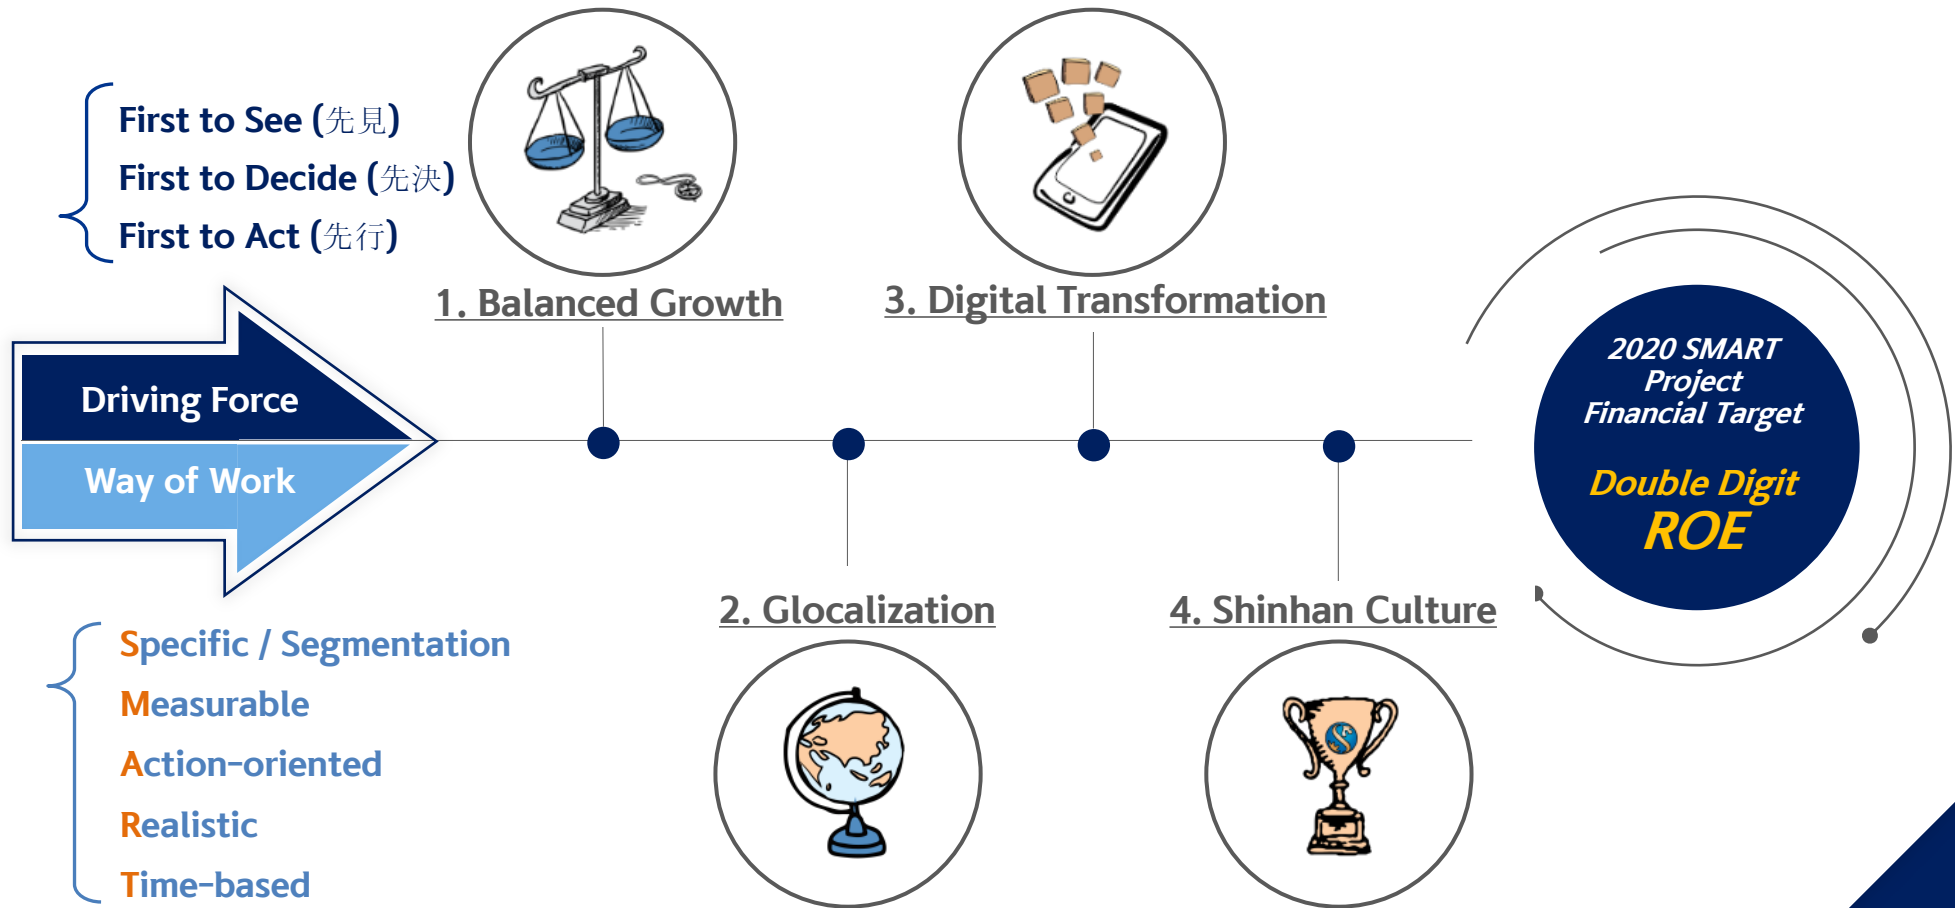 First to See (先見)
First to Decide (先決)
First to Act (先行)
Driving Force
Way of Work
Specific / Segmentation
Measurable
Action-oriented
Realistic
Time-based
1. Balanced Growth
2. Glocalization
3. Digital Transformation
4. Shinhan Culture
2020 SMART
Project
Financial Target
Double Digit
ROE